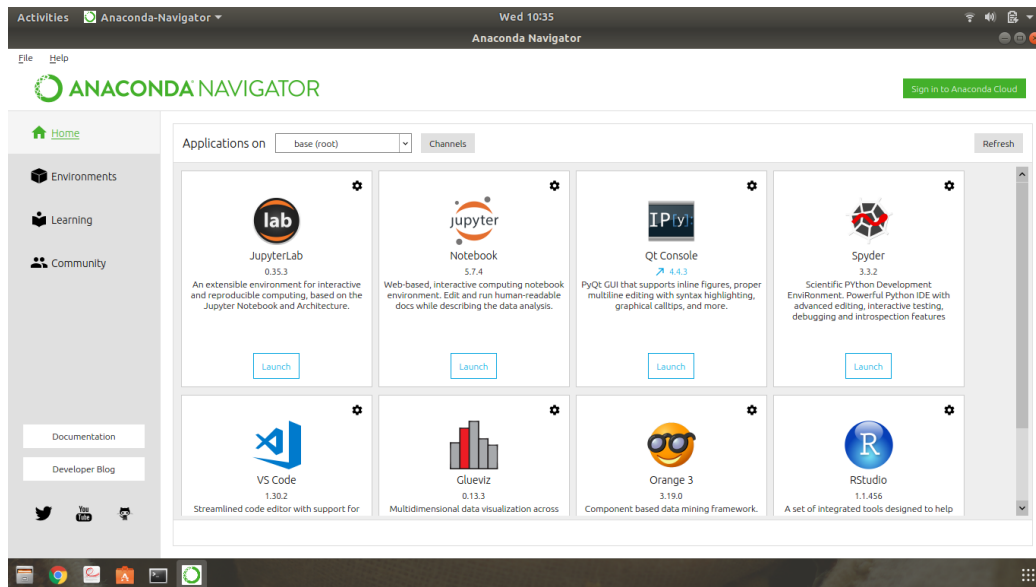 Activities Anaconda-Navigator Wed 10:35
Anaconda Navigator
File Help
ANACONDA NAVIGATOR
Sign in to Anaconda Cloud
Home
Environments
Learning
Community
Documentation
Developer Blog
You
Tube
Applications on base (root) Channels Refresh
lab
JupyterLab
0.35.3
An extensible environment for interactive
and reproducible computing, based on the
Jupyter Notebook and Architecture.
Launch
jupyter
Notebook
5.7.4
Web-based, interactive computing notebook
environment. Edit and run human-readable
docs while describing the data analysis.
Launch
IP[y]:
Qt Console
4.4.3
PyQt GUI that supports inline figures, proper
multiline editing with syntax highlighting,
graphical calltips, and more.
Launch
Spyder
3.3.2
Scientific PYthon Development
EnviRonment. Powerful Python IDE with
advanced editing, interactive testing,
debugging and introspection features
Launch
VS Code
1.30.2
Streamlined code editor with support for
Glueviz
0.13.3
Multidimensional data visualization across
Orange 3
3.19.0
Component based data mining framework.
R
RStudio
1.1.456
A set of integrated tools designed to help